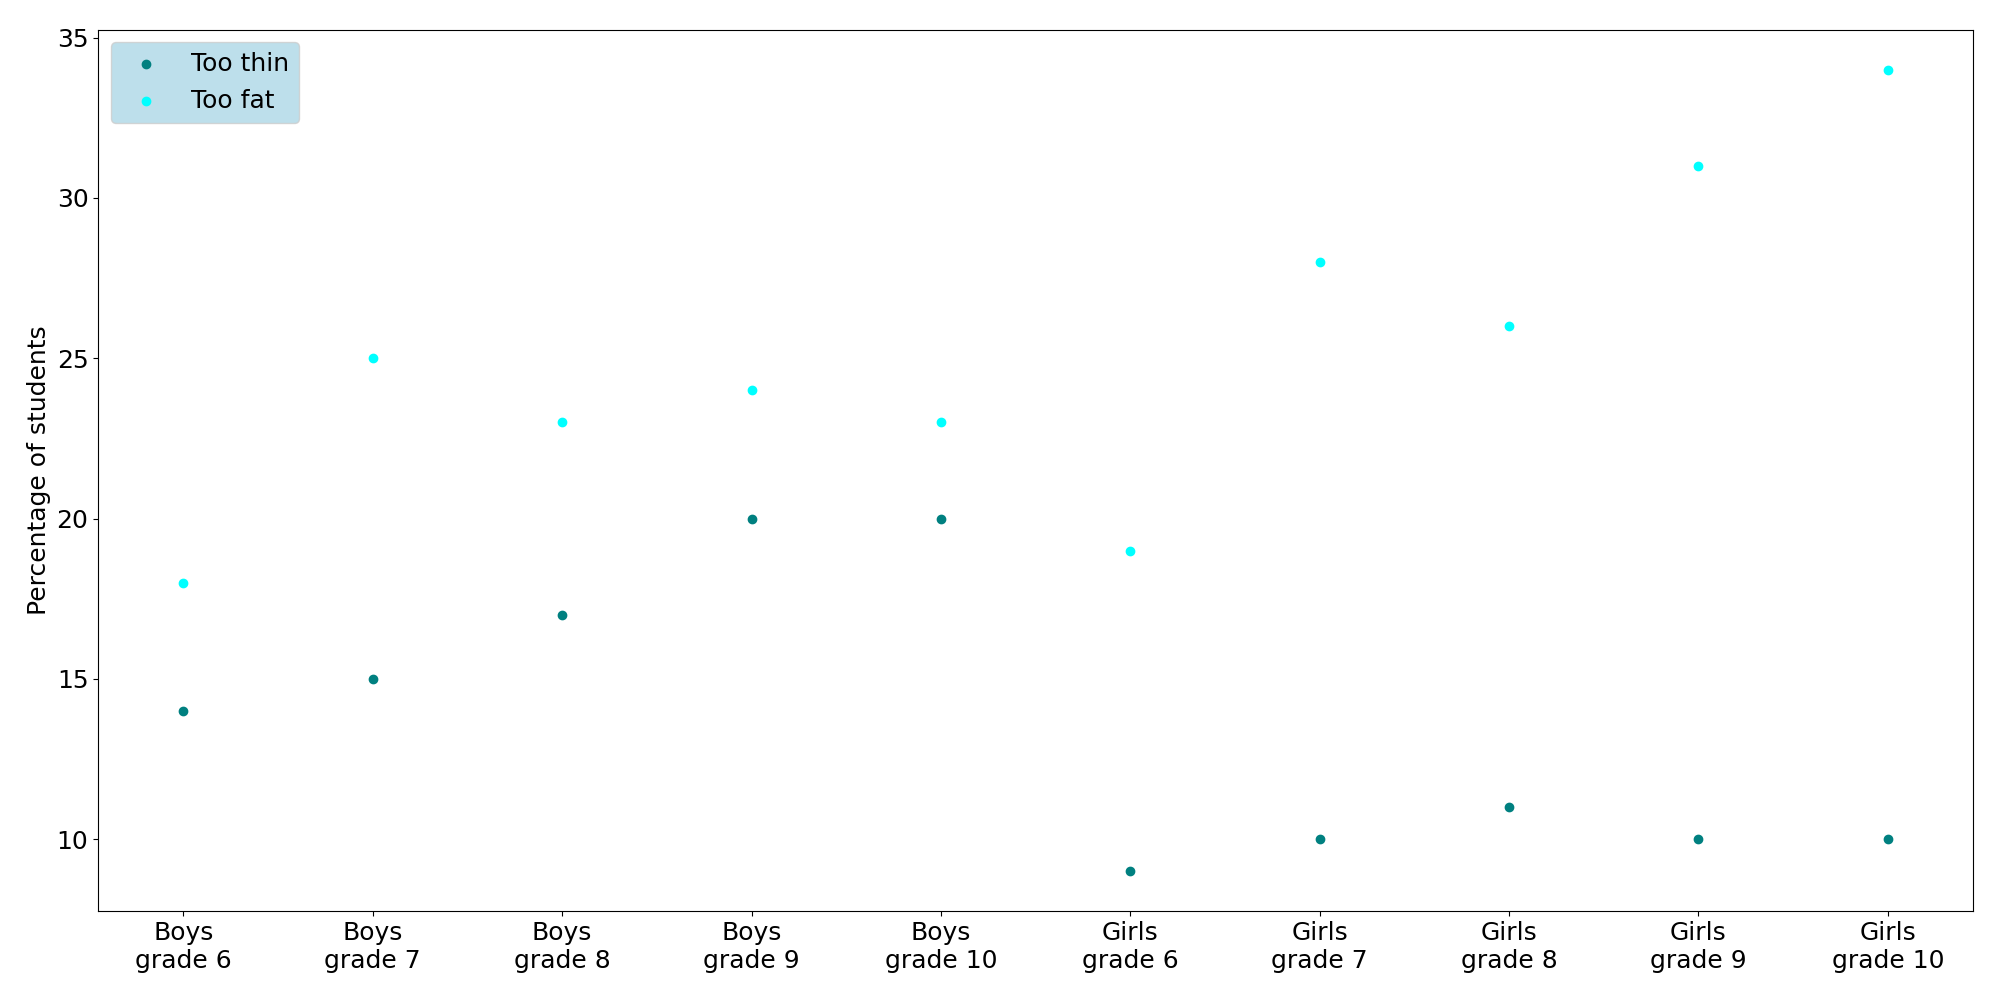 35
30
25
20
15
10
Percentage of students
Too thin
Too fat
Boys
grade 6
Boys
grade 7
Boys
grade 8
Boys
grade 9
Boys
grade 10
Girls
grade 6
Girls
grade 7
Girls
grade 8
Girls
grade 9
Girls
grade 10